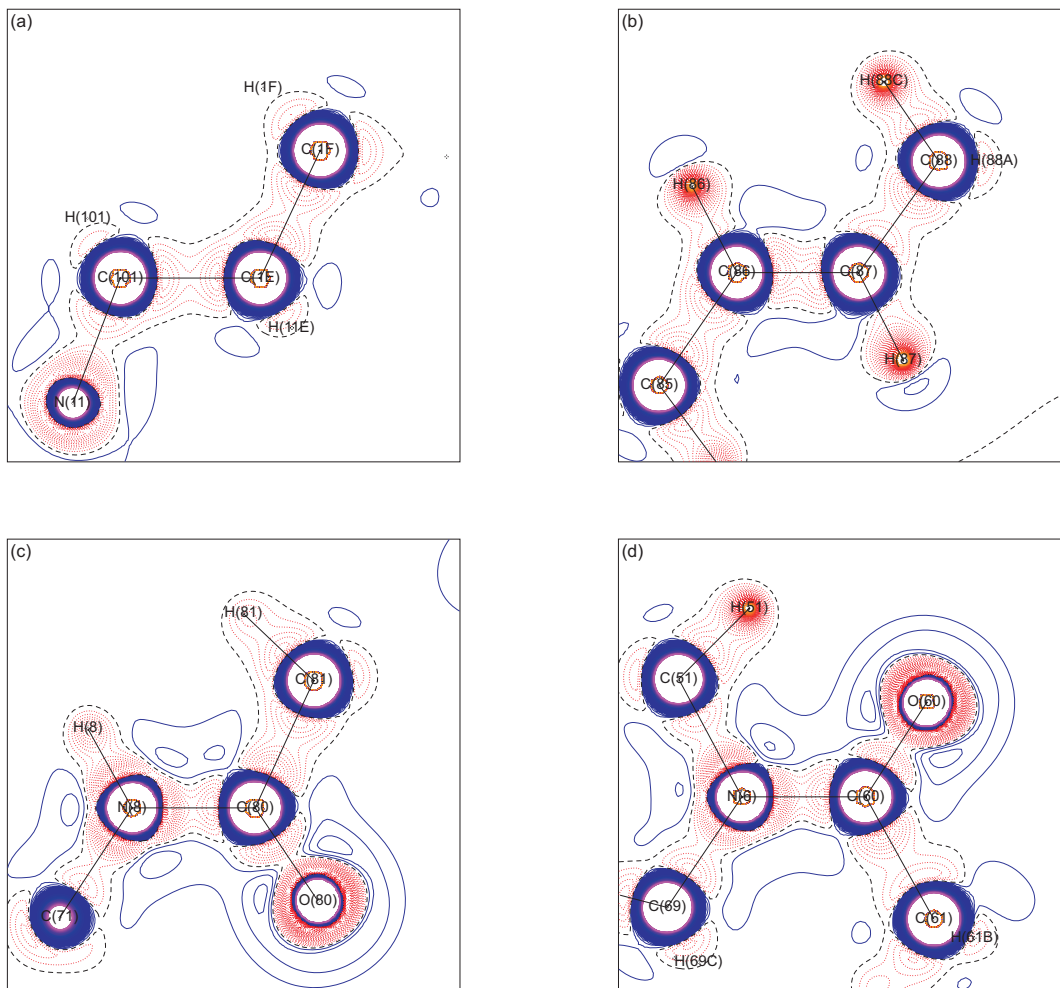 (a)
H(1F)
C(1F)
H(101)
C(101)
C(1E)
H(11E)
N(11)
(b)
H(88C)
C(88)
H(88A)
H(86)
C(86)
C(87)
H(87)
C(85)
(c)
H(81)
C(81)
H(8)
N(8)
C(80)
O(80)
C(71)
(d)
H(51)
C(51)
O(60)
N(6)
C(60)
C(69)
C(61)
H(61B)
H(69C)